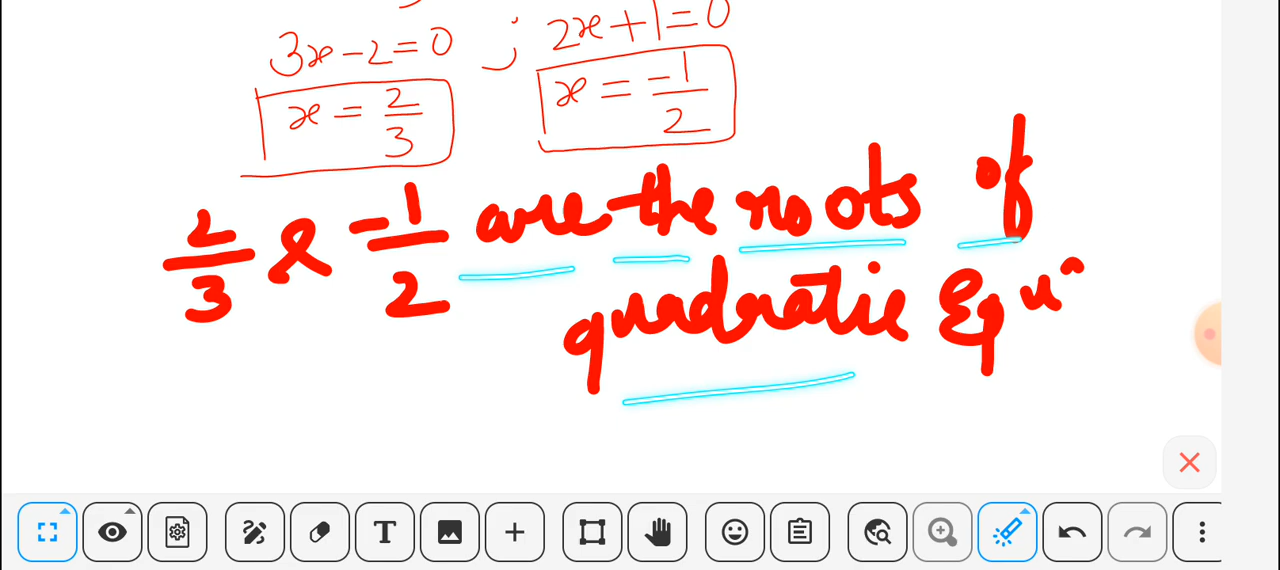 3x-2=0 ; 2x+1=0
x = 2/3 x = -1/2
2/3 & -1/2 are the roots of
quadratic Equⁿ
T